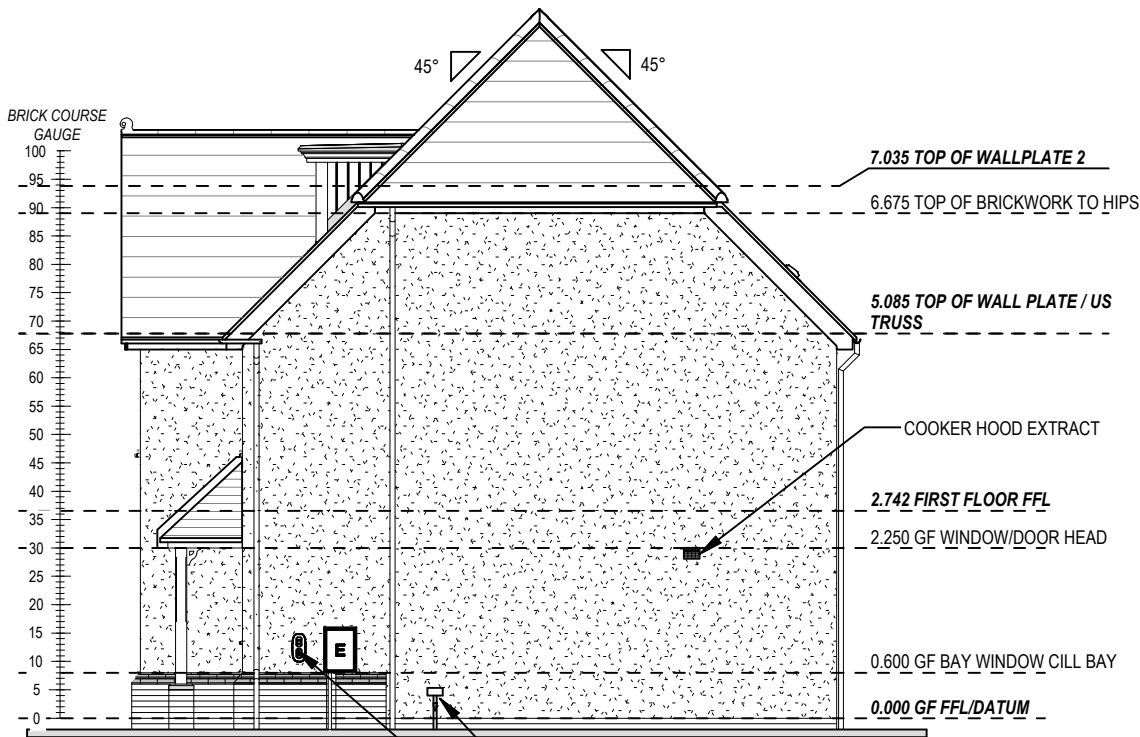 45°
45°
BRICK COURSE
GAUGE
100
95
90
85
80
75
70
65
60
55
50
45
40
35
30
25
20
15
10
5
0
7.035 TOP OF WALLPLATE 2
6.675 TOP OF BRICKWORK TO HIPS
5.085 TOP OF WALL PLATE / US
TRUSS
COOKER HOOD EXTRACT
2.742 FIRST FLOOR FFL
2.250 GF WINDOW/DOOR HEAD
E
0.600 GF BAY WINDOW CILL BAY
0.000 GF FFL/DATUM